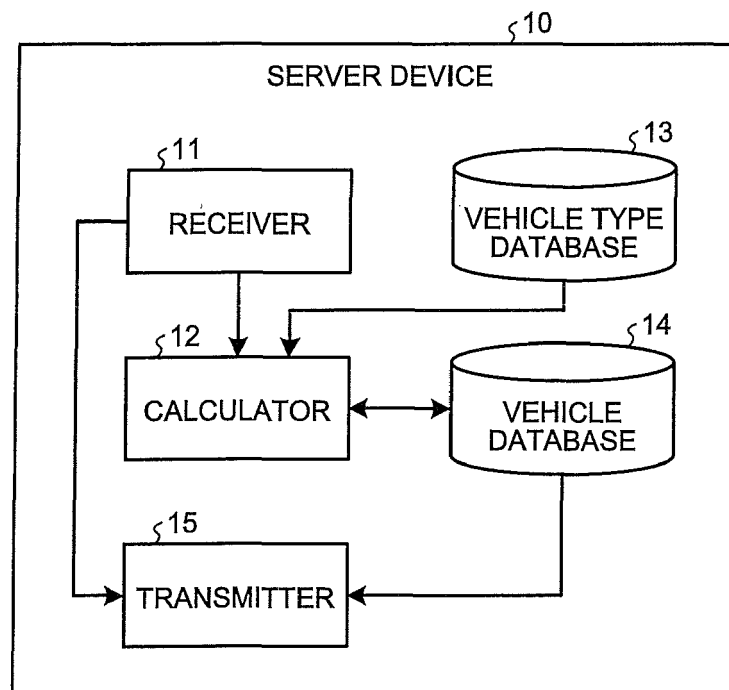 10
SERVER DEVICE
11
RECEIVER
13
VEHICLE TYPE
DATABASE
12
CALCULATOR
14
VEHICLE
DATABASE
15
TRANSMITTER